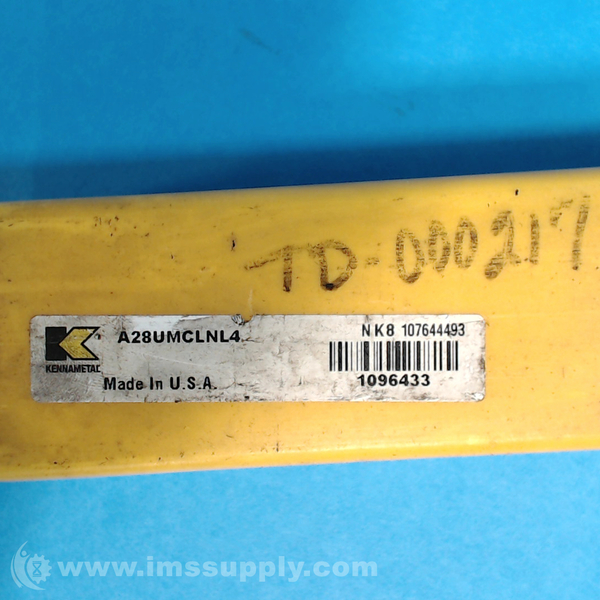 TD-000217
A28UMCLNL4
NK8 107644493
KENNAMETAL
Made In U.S.A.
1096433
www.imssupply.com